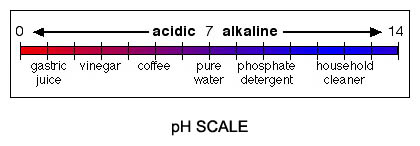 0 acidic 7 alkaline 14
gastric juice vinegar coffee pure water phosphate detergent household cleaner
pH SCALE